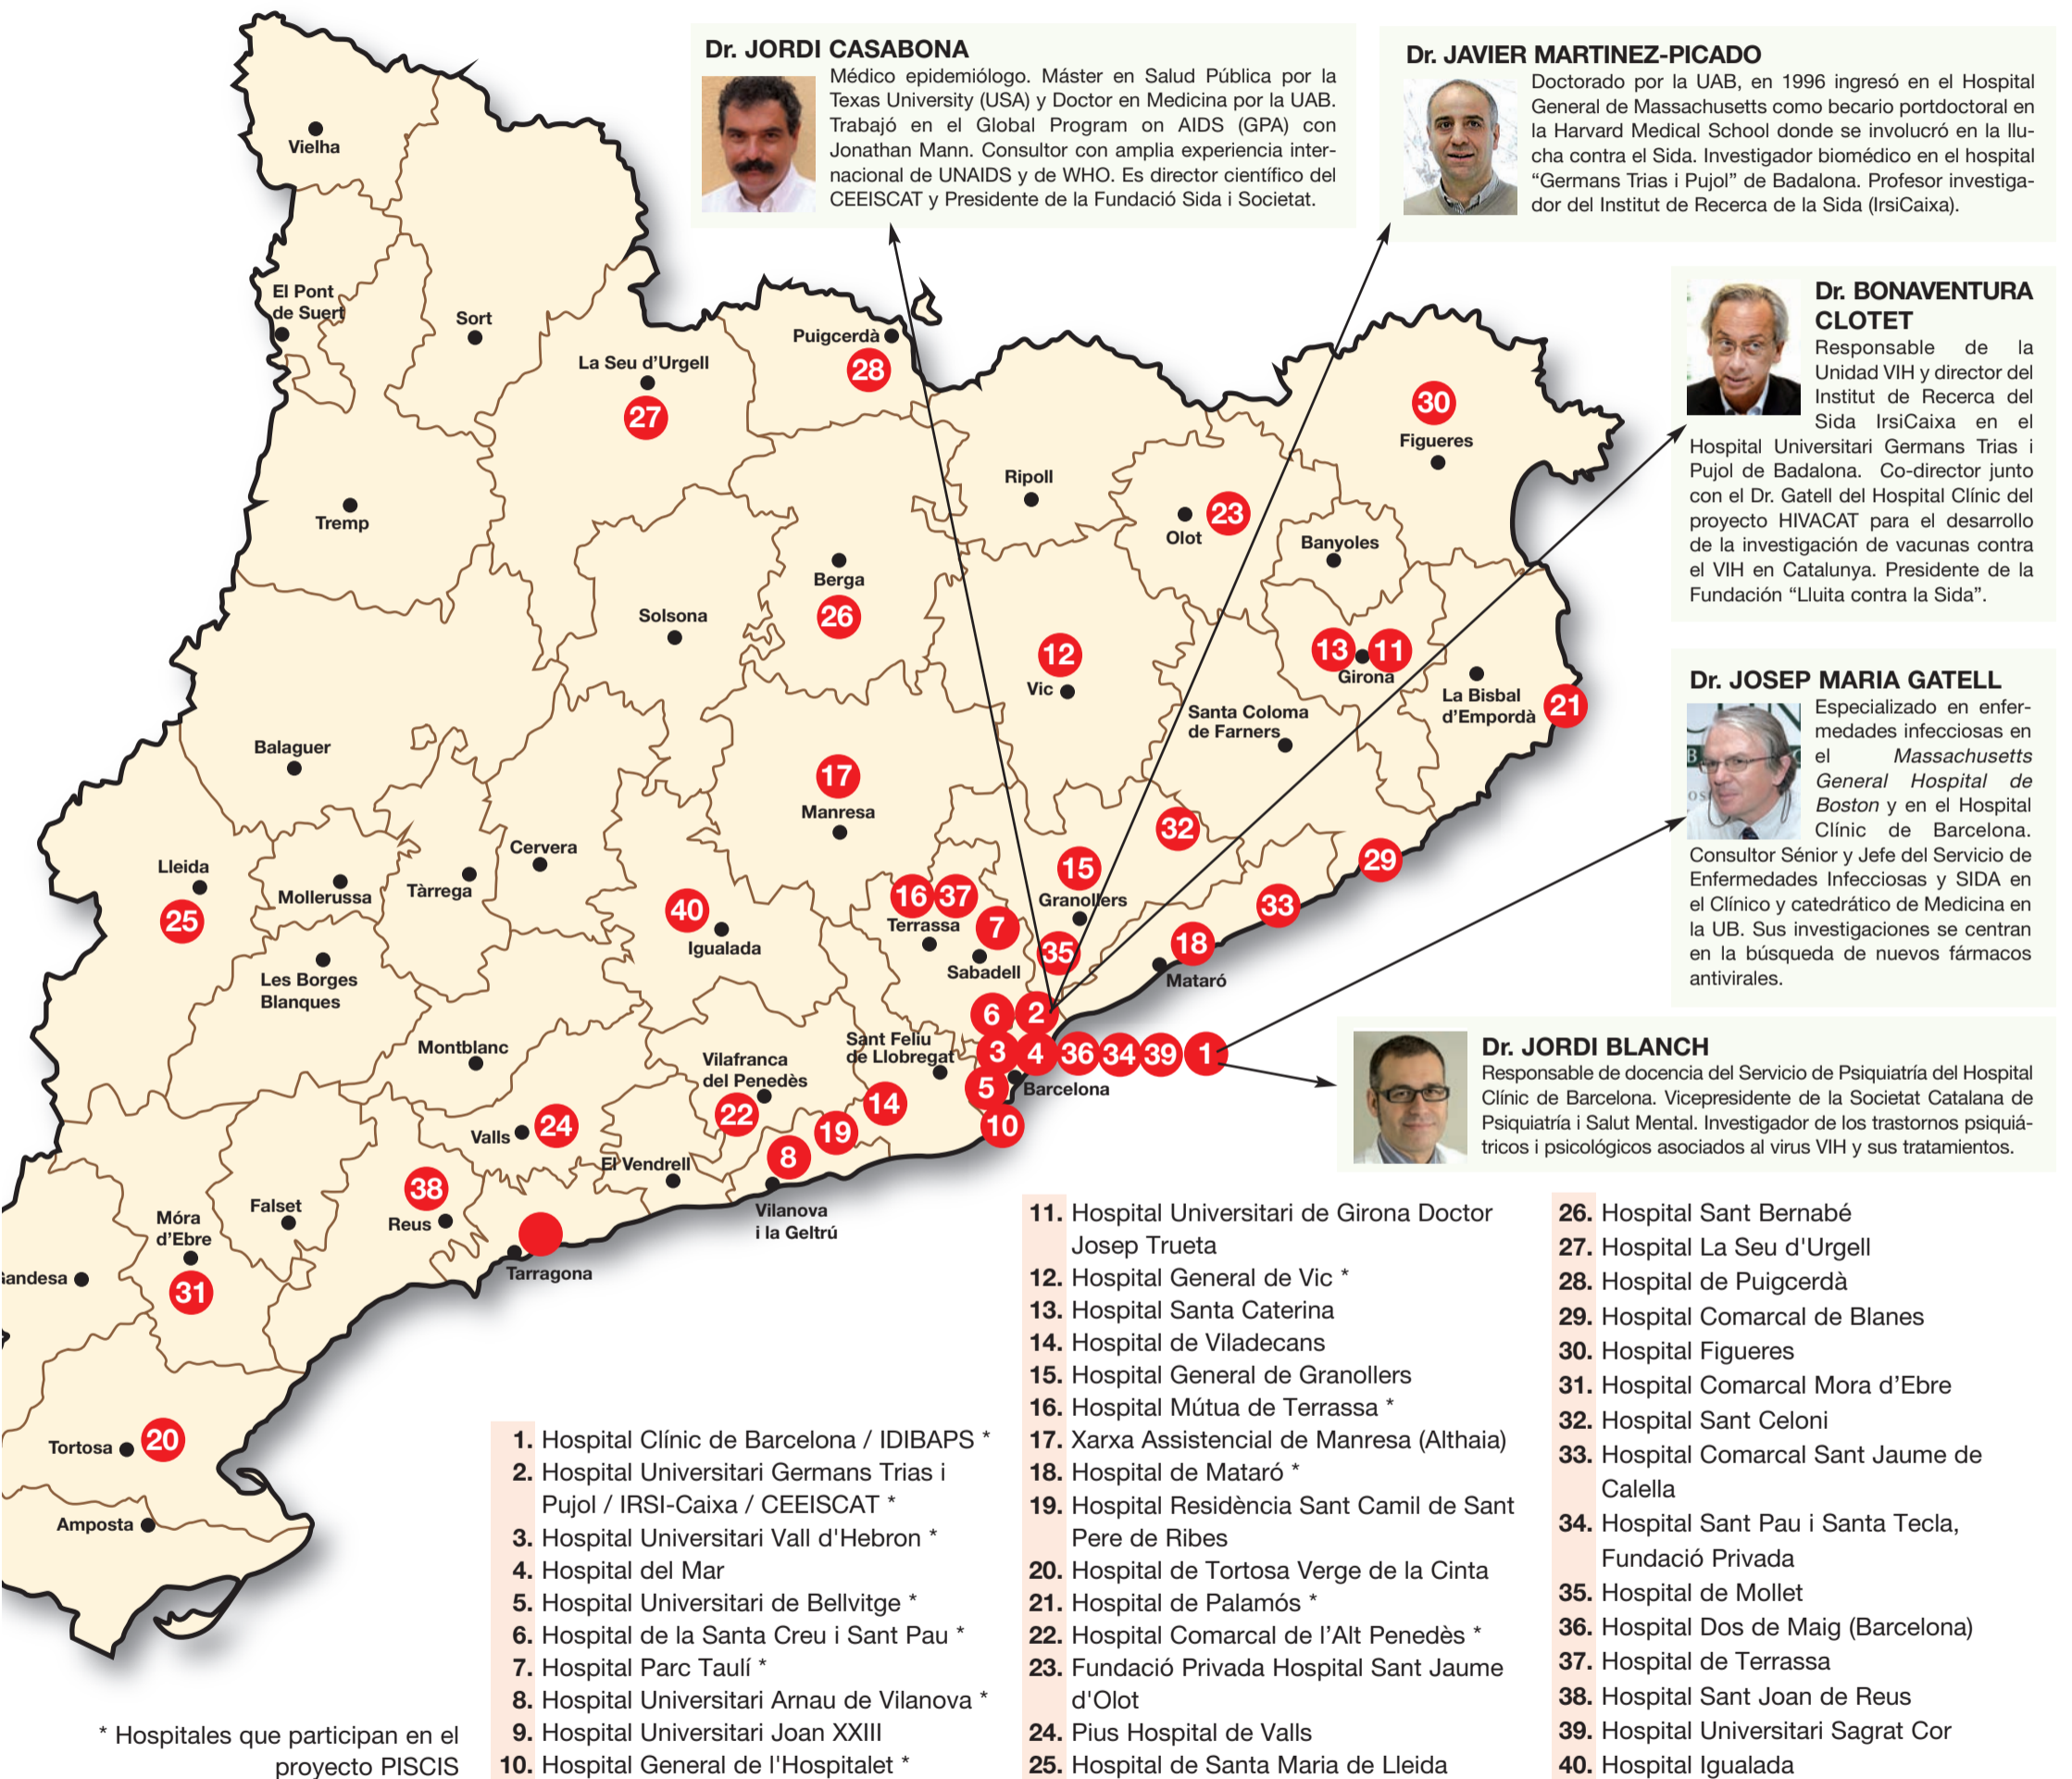 Dr. JORDI CASABONA
Médico epidemiólogo. Máster en Salud Pública por la
Texas University (USA) y Doctor en Medicina por la UAB.
Trabajó en el Global Program on AIDS (GPA) con
Jonathan Mann. Consultor con amplia experiencia inter-
nacional de UNAIDS y de WHO. Es director científico del
CEEISCAT y Presidente de la Fundació Sida i Societat.
Dr. JAVIER MARTINEZ-PICADO
Doctorado por la UAB, en 1996 ingresó en el Hospital
General de Massachusetts como becario portdoctoral en
la Harvard Medical School donde se involucró en la llu-
cha contra el Sida. Investigador biomédico en el hospital
“Germans Trias i Pujol” de Badalona. Profesor investiga-
dor del Institut de Recerca de la Sida (IrsiCaixa).
Dr. BONAVENTURA
CLOTET
Responsable de la
Unidad VIH y director del
Institut de Recerca del
Sida IrsiCaixa en el
Hospital Universitari Germans Trias i
Pujol de Badalona. Co-director junto
con el Dr. Gatell del Hospital Clínic del
proyecto HIVACAT para el desarrollo
de la investigación de vacunas contra
el VIH en Catalunya. Presidente de la
Fundación “Lluita contra la Sida”.
Dr. JOSEP MARIA GATELL
Especializado en enfer-
medades infecciosas en
el Massachusetts
General Hospital de
Boston y en el Hospital
Clínic de Barcelona.
Consultor Sénior y Jefe del Servicio de
Enfermedades Infecciosas y SIDA en
el Clínico y catedrático de Medicina en
la UB. Sus investigaciones se centran
en la búsqueda de nuevos fármacos
antivirales.
Dr. JORDI BLANCH
Responsable de docencia del Servicio de Psiquiatría del Hospital
Clínic de Barcelona. Vicepresidente de la Societat Catalana de
Psiquiatría i Salut Mental. Investigador de los trastornos psiquiá-
tricos i psicológicos asociados al virus VIH y sus tratamientos.
Vielha
El Pont
de Suert
Sort
La Seu d’Urgell
27
Puigcerdà
28
30
Figueres
Ripoll
Olot
23
Banyoles
Tremp
Berga
26
Solsona
12
Vic
13
11
Girona
La Bisbal
d’Empordà
21
Santa Coloma
de Farners
Balaguer
17
Manresa
32
Cervera
15
Granollers
29
Lleida
25
Mollerussa
Tàrrega
40
Igualada
16
37
Terrassa
7
Sabadell
35
33
18
Mataró
Les Borges
Blanques
6
2
Montblanc
Sant Feliu
de Llobregat
3
4
36
34
39
1
Vilafranca
del Penedès
22
5
Barcelona
14
10
Valls
24
19
8
El Vendrell
Vilanova
i la Geltrú
38
Reus
Falset
Móra
d’Ebre
31
Tarragona
andesa
Tortosa
20
Amposta
* Hospitales que participan en el
proyecto PISCIS
1. Hospital Clínic de Barcelona / IDIBAPS *
2. Hospital Universitari Germans Trias i
Pujol / IRSI-Caixa / CEEISCAT *
3. Hospital Universitari Vall d'Hebron *
4. Hospital del Mar
5. Hospital Universitari de Bellvitge *
6. Hospital de la Santa Creu i Sant Pau *
7. Hospital Parc Taulí *
8. Hospital Universitari Arnau de Vilanova *
9. Hospital Universitari Joan XXIII
10. Hospital General de l'Hospitalet *
11. Hospital Universitari de Girona Doctor
Josep Trueta
12. Hospital General de Vic *
13. Hospital Santa Caterina
14. Hospital de Viladecans
15. Hospital General de Granollers
16. Hospital Mútua de Terrassa *
17. Xarxa Assistencial de Manresa (Althaia)
18. Hospital de Mataró *
19. Hospital Residència Sant Camil de Sant
Pere de Ribes
20. Hospital de Tortosa Verge de la Cinta
21. Hospital de Palamós *
22. Hospital Comarcal de l’Alt Penedès *
23. Fundació Privada Hospital Sant Jaume
d'Olot
24. Pius Hospital de Valls
25. Hospital de Santa Maria de Lleida
26. Hospital Sant Bernabé
27. Hospital La Seu d'Urgell
28. Hospital de Puigcerdà
29. Hospital Comarcal de Blanes
30. Hospital Figueres
31. Hospital Comarcal Mora d’Ebre
32. Hospital Sant Celoni
33. Hospital Comarcal Sant Jaume de
Calella
34. Hospital Sant Pau i Santa Tecla,
Fundació Privada
35. Hospital de Mollet
36. Hospital Dos de Maig (Barcelona)
37. Hospital de Terrassa
38. Hospital Sant Joan de Reus
39. Hospital Universitari Sagrat Cor
40. Hospital Igualada